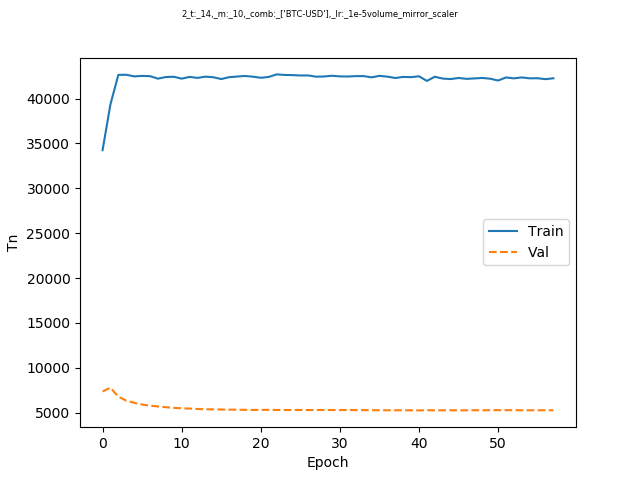 2_t:_14,_m:_10,_comb:_['BTC-USD'],_lr:_1e-5volume_mirror_scaler
40000
35000
30000
25000
20000
15000
10000
5000
Tn
Train
Val
0 10 20 30 40 50
Epoch